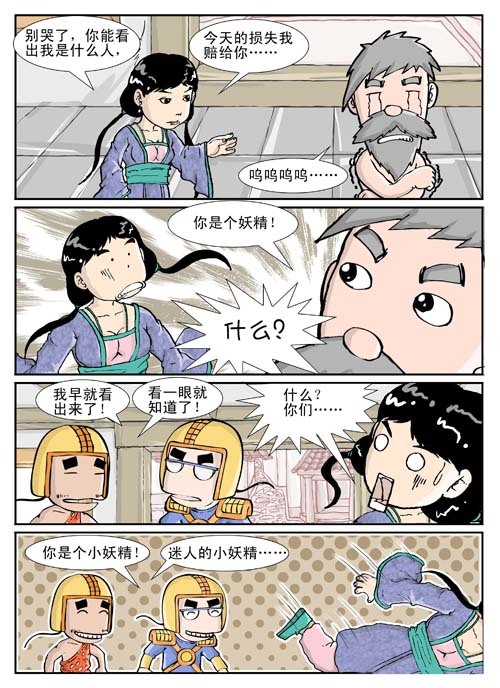 别哭了，你能看
出我是什么人，
今天的损失我
赔给你……
呜呜呜呜……
你是个妖精！
什么？
我早就看
出来了！
看一眼就
知道了！
什么？
你们……
你是个小妖精！
迷人的小妖精……